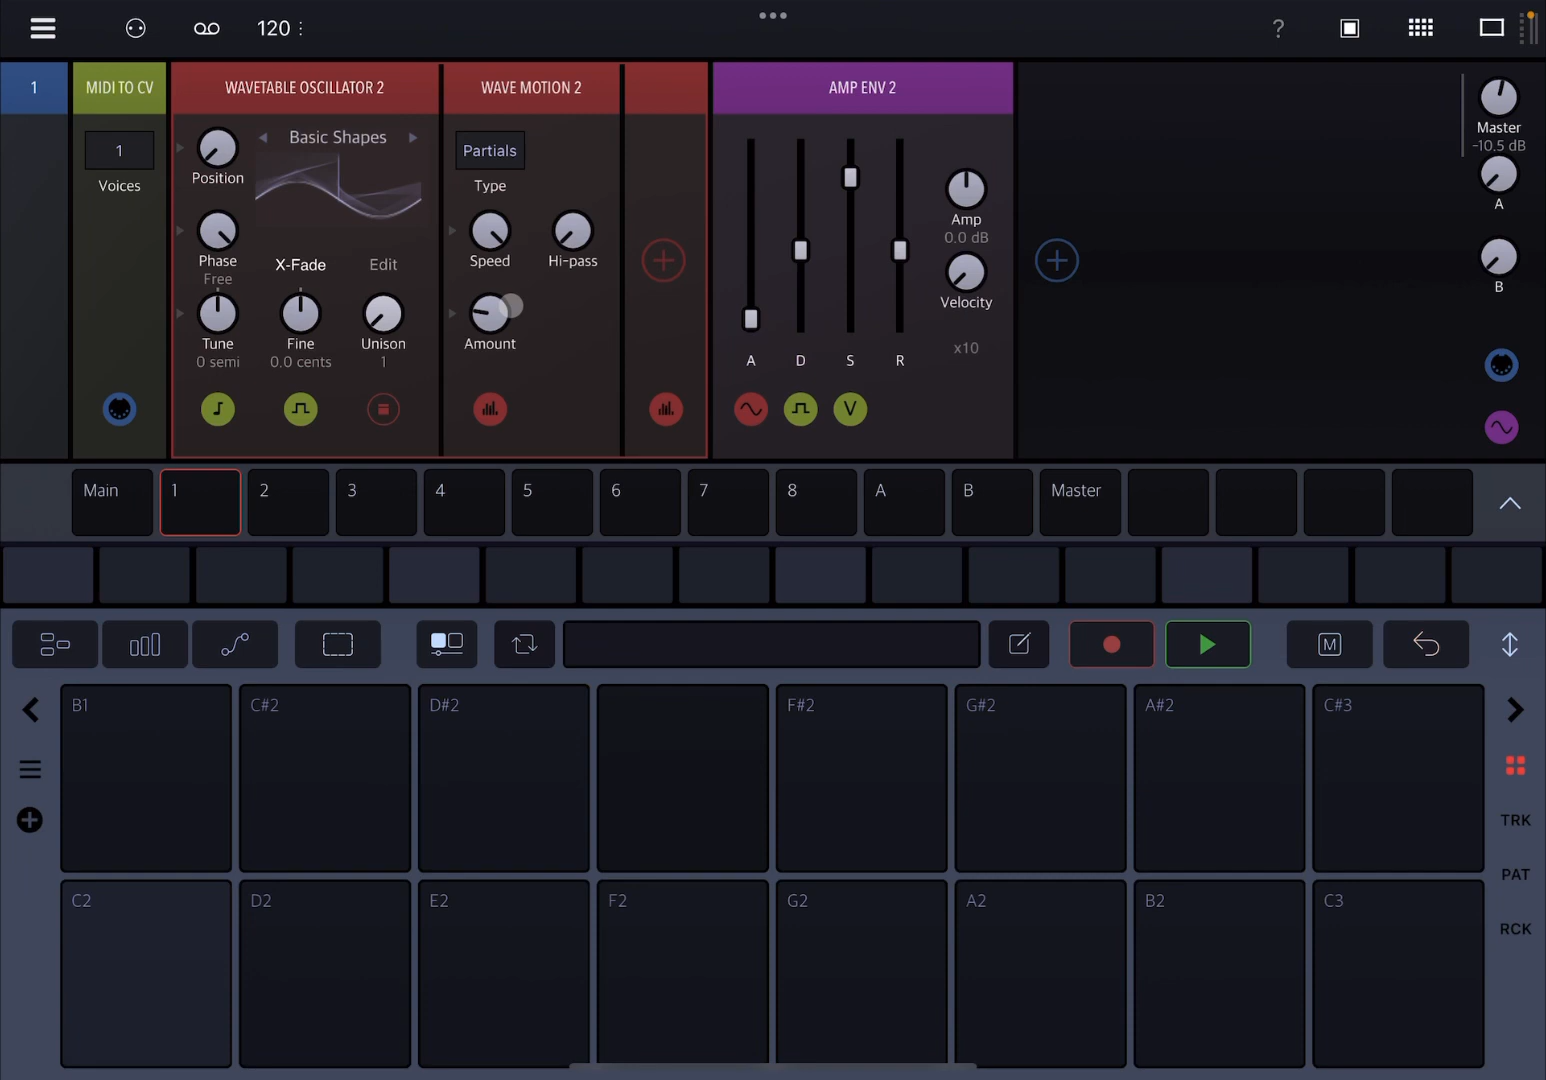 120
?
1
MIDI TO CV
WAVETABLE OSCILLATOR 2
WAVE MOTION 2
AMP ENV 2
1
Voices
Position
Basic Shapes
Phase
Free
X-Fade
Edit
Tune
0 semi
Fine
0.0 cents
Unison
1
Partials
Type
Speed
Hi-pass
Amount
A
D
S
R
Amp
0.0 dB
Velocity
x10
V
Master
-10.5 dB
A
B
Main
1
2
3
4
5
6
7
8
A
B
Master
M
B1
C#2
D#2
F#2
G#2
A#2
C#3
C2
D2
E2
F2
G2
A2
B2
C3
TRK
PAT
RCK